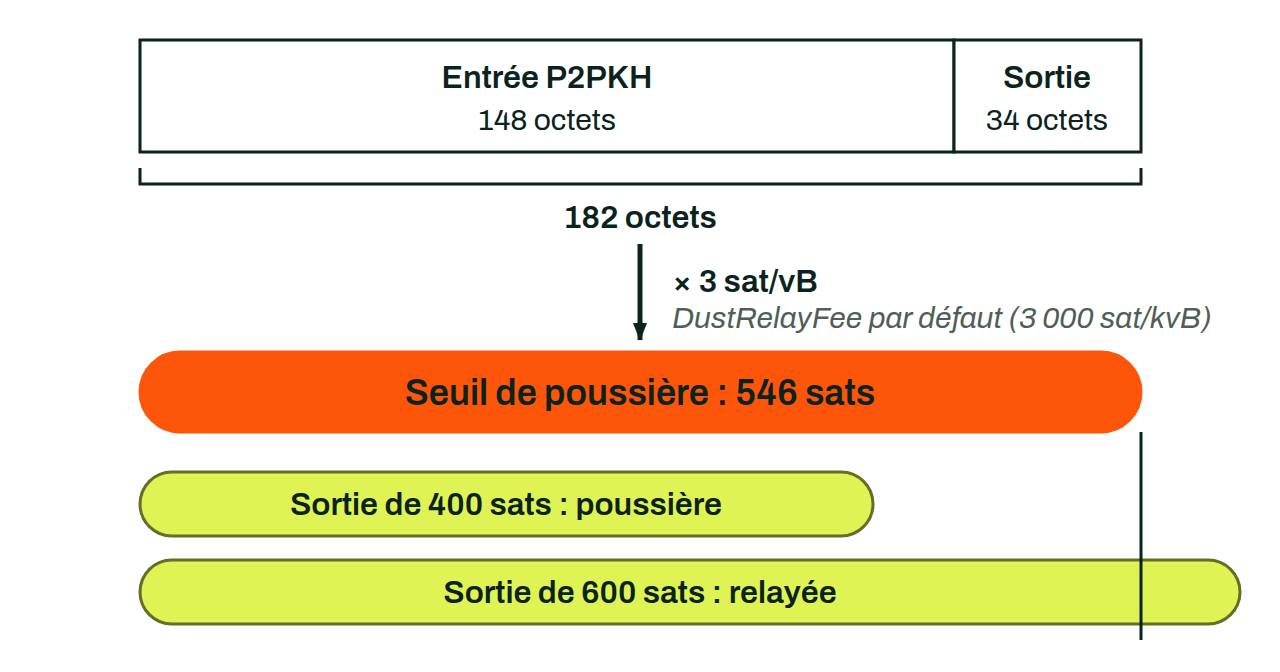 Entrée P2PKH
148 octets
Sortie
34 octets
182 octets
× 3 sat/vB
DustRelayFee par défaut (3 000 sat/kvB)
Seuil de poussière : 546 sats
Sortie de 400 sats : poussière
Sortie de 600 sats : relayée